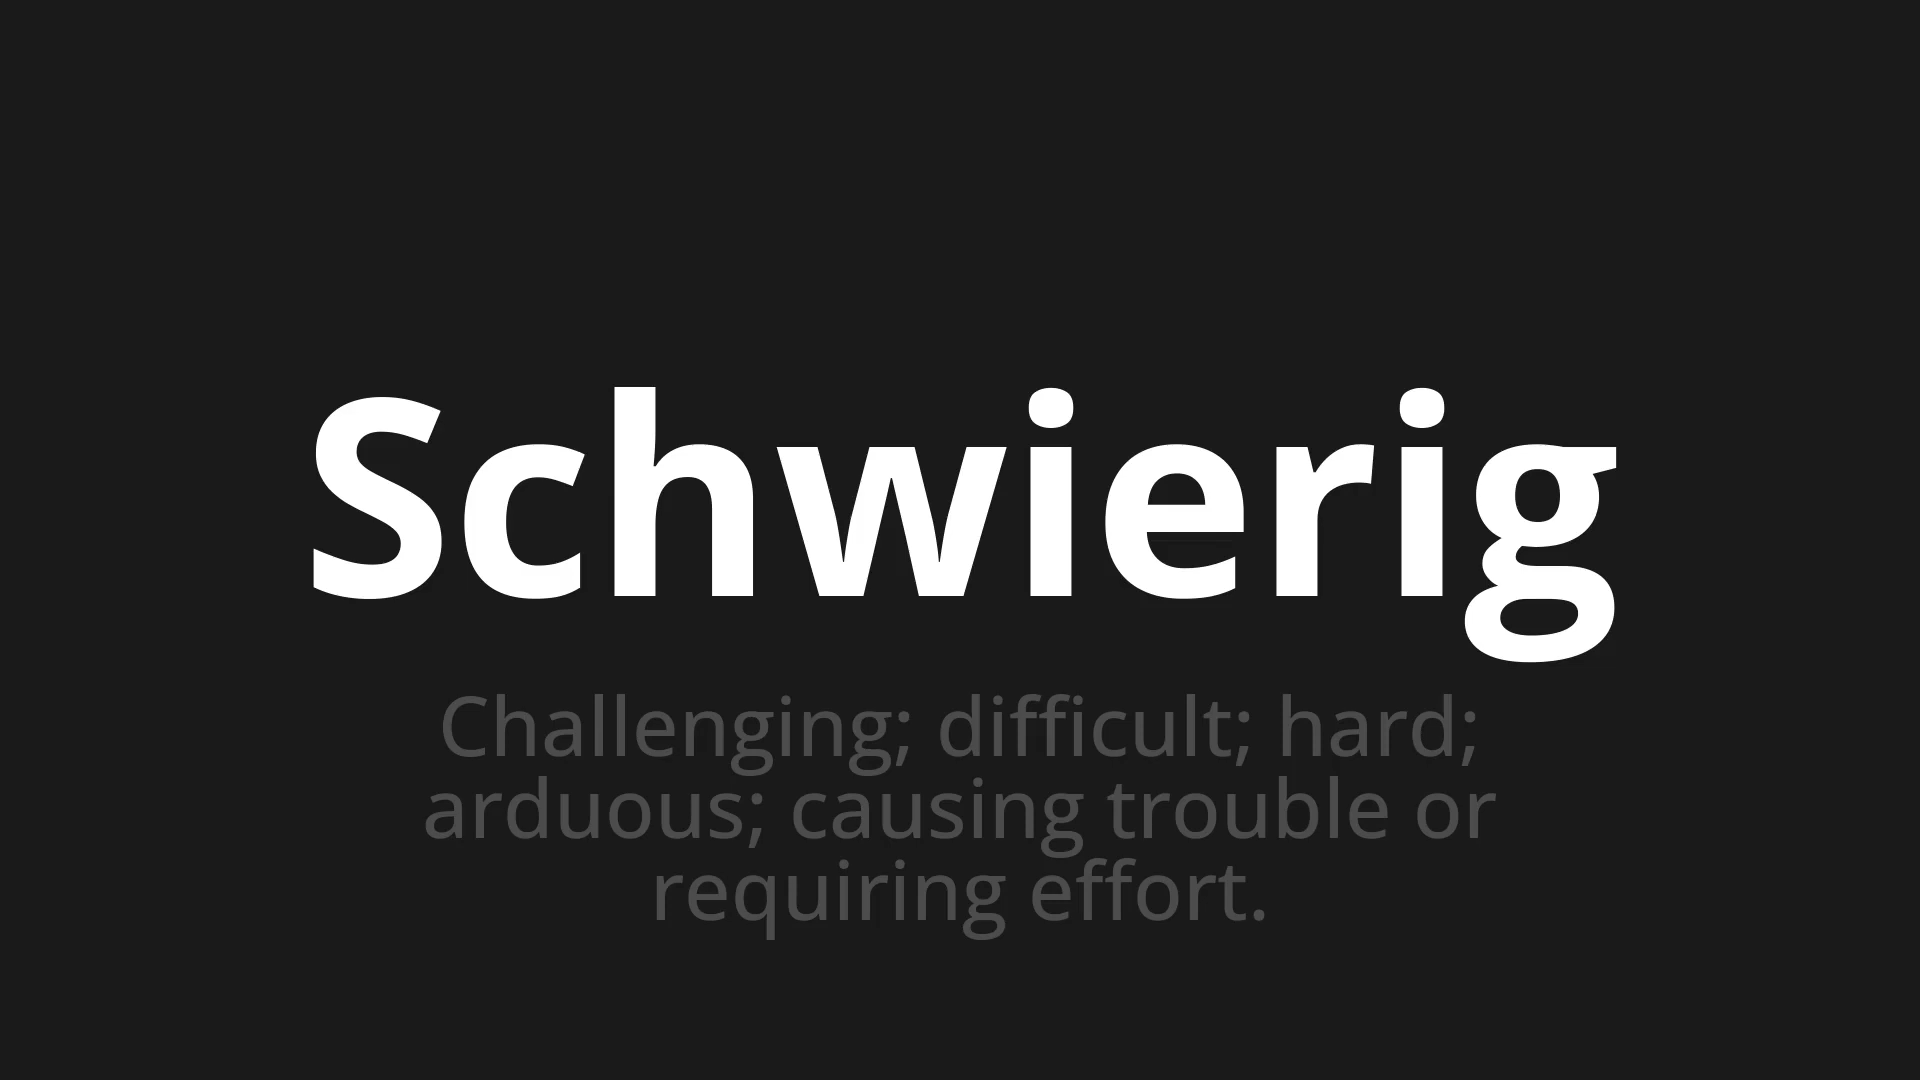 Schwierig
Challenging; difficult; hard;
arduous; causing trouble or
requiring effort.